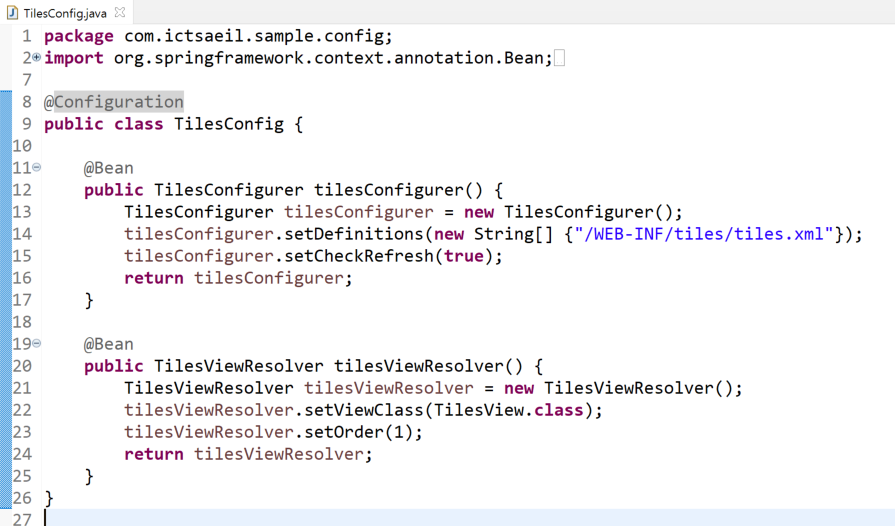 TilesConfig.java
1 package com.ictsaeil.sample.config;
2 import org.springframework.context.annotation.Bean;
7
8 @Configuration
9 public class TilesConfig {
10
11     @Bean
12     public TilesConfigurer tilesConfigurer() {
13         TilesConfigurer tilesConfigurer = new TilesConfigurer();
14         tilesConfigurer.setDefinitions(new String[] {"/WEB-INF/tiles/tiles.xml"});
15         tilesConfigurer.setCheckRefresh(true);
16         return tilesConfigurer;
17     }
18
19     @Bean
20     public TilesViewResolver tilesViewResolver() {
21         TilesViewResolver tilesViewResolver = new TilesViewResolver();
22         tilesViewResolver.setViewClass(TilesView.class);
23         tilesViewResolver.setOrder(1);
24         return tilesViewResolver;
25     }
26 }
27